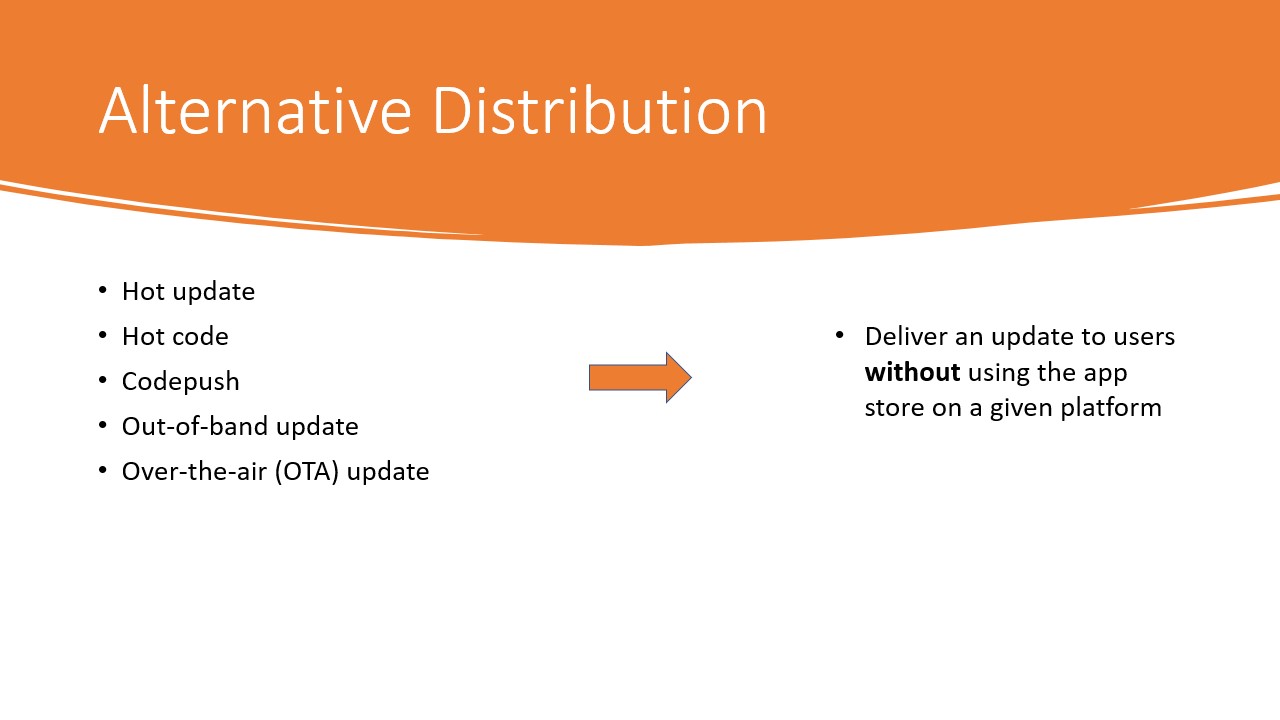 Alternative Distribution
• Hot update
• Hot code
• Codepush
• Out-of-band update
• Over-the-air (OTA) update
• Deliver an update to users
without using the app
store on a given platform